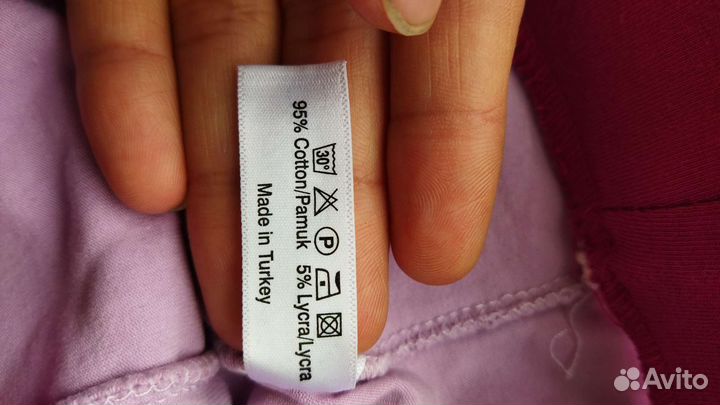 30°
P
95% Cotton/Pamuk 5% Lycra/Lycra
Made in Turkey
Avito